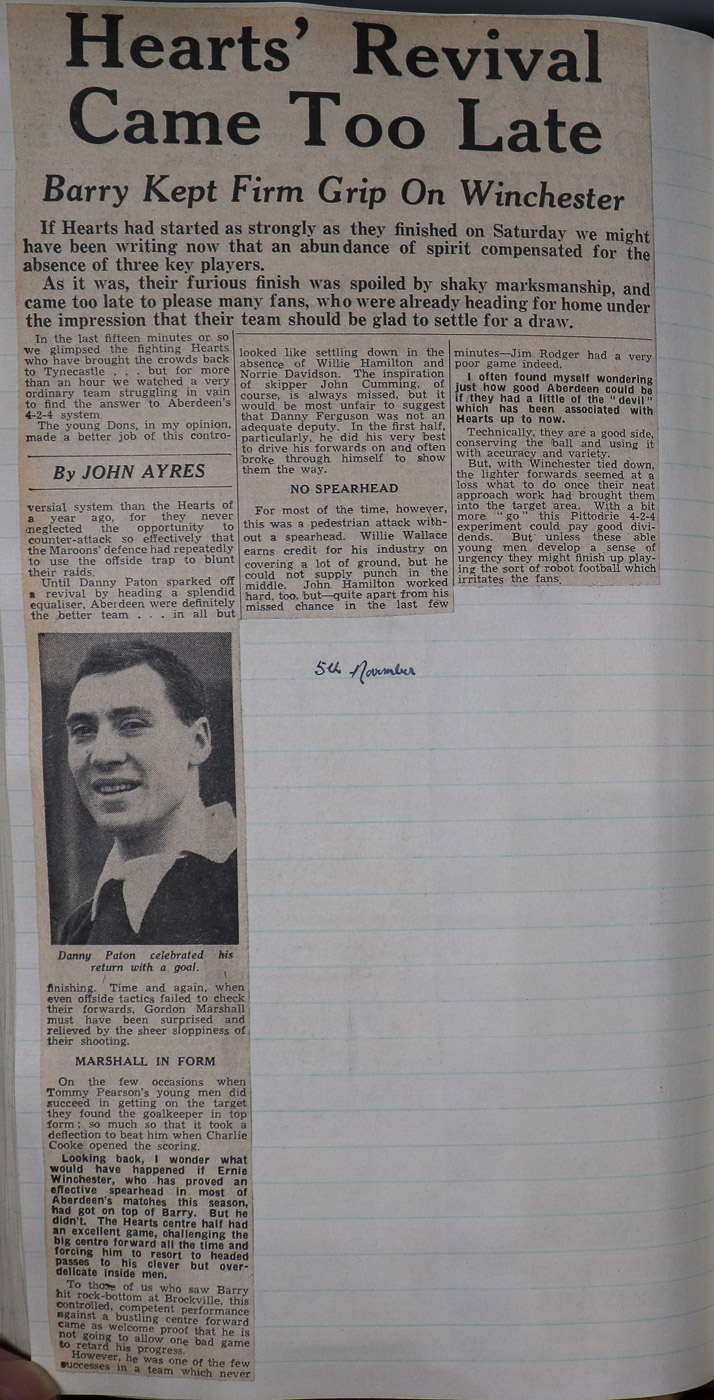 Hearts' Revival
Came Too Late
Barry Kept Firm Grip On Winchester
If Hearts had started as strongly as they finished on Saturday we might
have been writing now that an abundance of spirit compensated for the
absence of three key players.
As it was, their furious finish was spoiled by shaky marksmanship, and
came too late to please many fans, who were already heading for home under
the impression that their team should be glad to settle for a draw.
In the last fifteen minutes or so
we glimpsed the fighting Hearts
who have brought the crowds back
to Tynecastle . . . but for more
than an hour we watched a very
ordinary team struggling in vain
to find the answer to Aberdeen's
4-2-4 system.
The young Dons, in my opinion,
made a better job of this contro-
By JOHN AYRES
versial system than the Hearts of
a year ago, for they never
neglected the opportunity to
counter-attack so effectively that
the Maroons' defence had repeatedly
to use the offside trap to blunt
their raids.
Until Danny Paton sparked off
a revival by heading a splendid
equaliser, Aberdeen were definitely
the better team . . . in all but
Danny Paton celebrated his
return with a goal.
finishing. Time and again, when
even offside tactics failed to check
their forwards, Gordon Marshall
must have been surprised and
relieved by the sheer sloppiness of
their shooting.
MARSHALL IN FORM
On the few occasions when
Tommy Pearson's young men did
succeed in getting on the target
they found the goalkeeper in top
form; so much so that it took a
deflection to beat him when Charlie
Cooke opened the scoring.
Looking back, I wonder what
would have happened if Ernie
Winchester, who has proved an
effective spearhead in most of
Aberdeen's matches this season,
had got on top of Barry. But he
didn't. The Hearts centre half had
an excellent game, challenging the
big centre forward all the time and
forcing him to resort to headed
passes to his clever but over-
delicate inside men.
To those of us who saw Barry
hit rock-bottom at Brockville, this
controlled, competent performance
against a bustling centre forward
came as welcome proof that he is
not going to allow one bad game
to retard his progress.
However, he was one of the few
successes in a team which never
looked like settling down in the
absence of Willie Hamilton and
Norrie Davidson. The inspiration
of skipper John Cumming, of
course, is always missed, but it
would be most unfair to suggest
that Danny Ferguson was not an
adequate deputy. In the first half,
particularly, he did his very best
to drive his forwards on and often
broke through himself to show
them the way.
NO SPEARHEAD
For most of the time, however,
this was a pedestrian attack with-
out a spearhead. Willie Wallace
earns credit for his industry on
covering a lot of ground, but he
could not supply punch in the
middle. John Hamilton worked
hard, too, but—quite apart from his
missed chance in the last few
minutes—Jim Rodger had a very
poor game indeed.
I often found myself wondering
just how good Aberdeen could be
if they had a little of the "devil"
which has been associated with
Hearts up to now.
Technically, they are a good side,
conserving the ball and using it
with accuracy and variety.
But, with Winchester tied down,
the lighter forwards seemed at a
loss what to do once their neat
approach work had brought them
into the target area. With a bit
more "go" this Pittodrie 4-2-4
experiment could pay good divi-
dends. But unless these able
young men develop a sense of
urgency they might finish up play-
ing the sort of robot football which
irritates the fans.
5th November